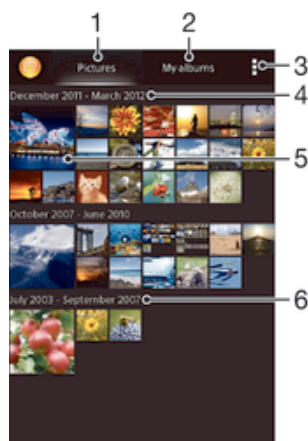 1
2
Pictures My albums
3
December 2011 - March 2012
4
5
October 2007 - June 2010
July 2003 - September 2007
6